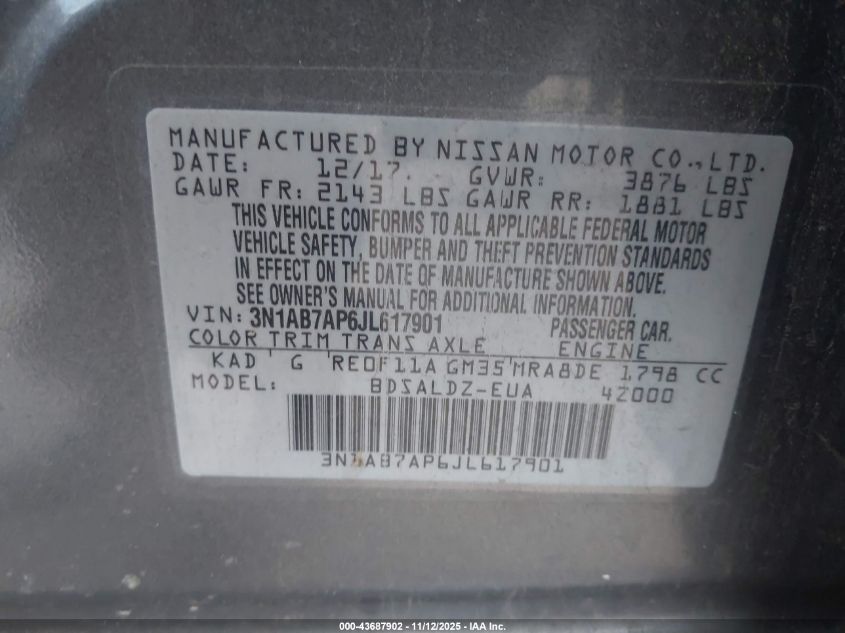 MANUFACTURED BY NISSAN MOTOR CO., LTD.
DATE: 12/17. GVWR: 3876 LBS
GAWR FR: 2143 LBS GAWR RR: 1881 LBS
THIS VEHICLE CONFORMS TO ALL APPLICABLE FEDERAL MOTOR
VEHICLE SAFETY, BUMPER AND THEFT PREVENTION STANDARDS
IN EFFECT ON THE DATE OF MANUFACTURE SHOWN ABOVE.
SEE OWNER'S MANUAL FOR ADDITIONAL INFORMATION.
VIN: 3N1AB7AP6JL617901 PASSENGER CAR.
COLOR TRIM TRANS AXLE ENGINE
KAD G RE0F11A GM35 MRA8DE 1798 CC
MODEL: BDSALDZ-EUA 42000
3N1AB7AP6JL617901
000-43687902 - 11/12/2025 - IAA Inc.